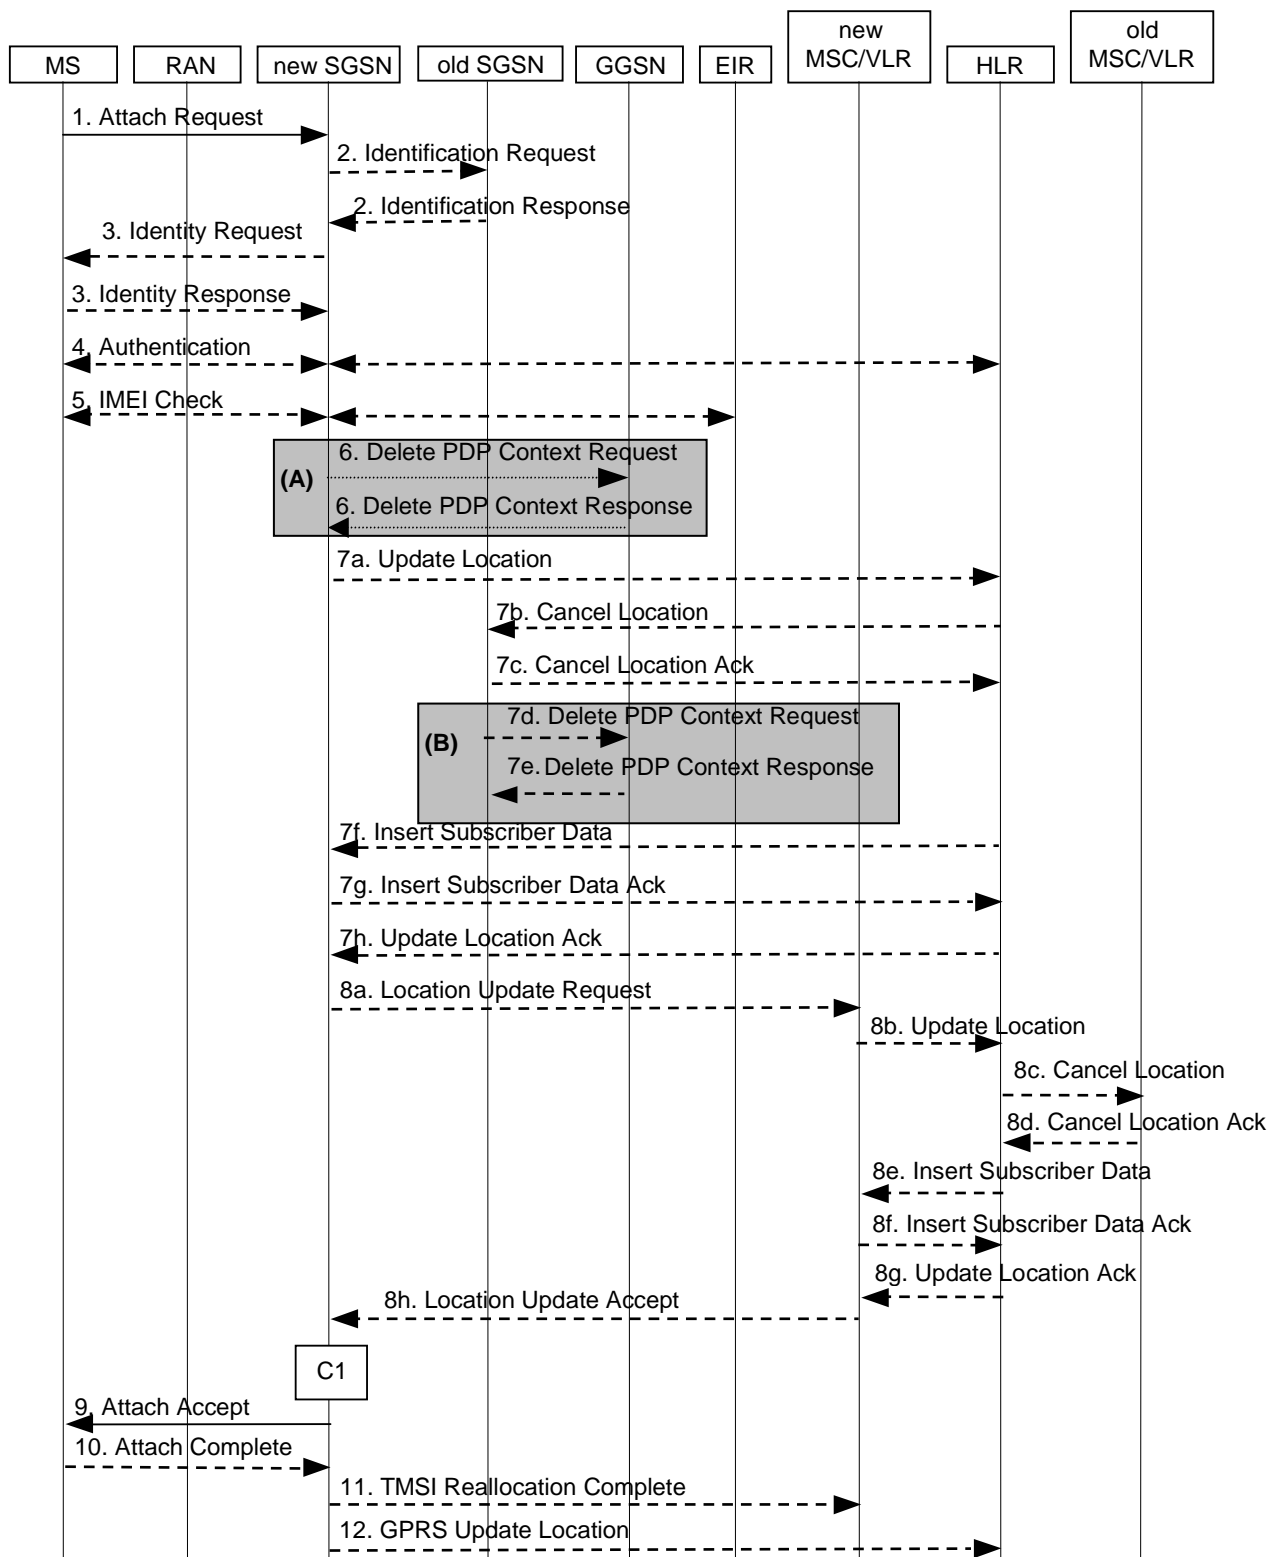 new
MSC/VLR
old
MSC/VLR
MS
RAN
new SGSN
old SGSN
GGSN
EIR
HLR
1. Attach Request
2. Identification Request
2. Identification Response
3. Identity Request
3. Identity Response
4. Authentication
5. IMEI Check
(A)
6. Delete PDP Context Request
6. Delete PDP Context Response
7a. Update Location
7b. Cancel Location
7c. Cancel Location Ack
(B)
7d. Delete PDP Context Request
7e. Delete PDP Context Response
7f. Insert Subscriber Data
7g. Insert Subscriber Data Ack
7h. Update Location Ack
8a. Location Update Request
8b. Update Location
8c. Cancel Location
8d. Cancel Location Ack
8e. Insert Subscriber Data
8f. Insert Subscriber Data Ack
8g. Update Location Ack
8h. Location Update Accept
C1
9. Attach Accept
10. Attach Complete
11. TMSI Reallocation Complete
12. GPRS Update Location